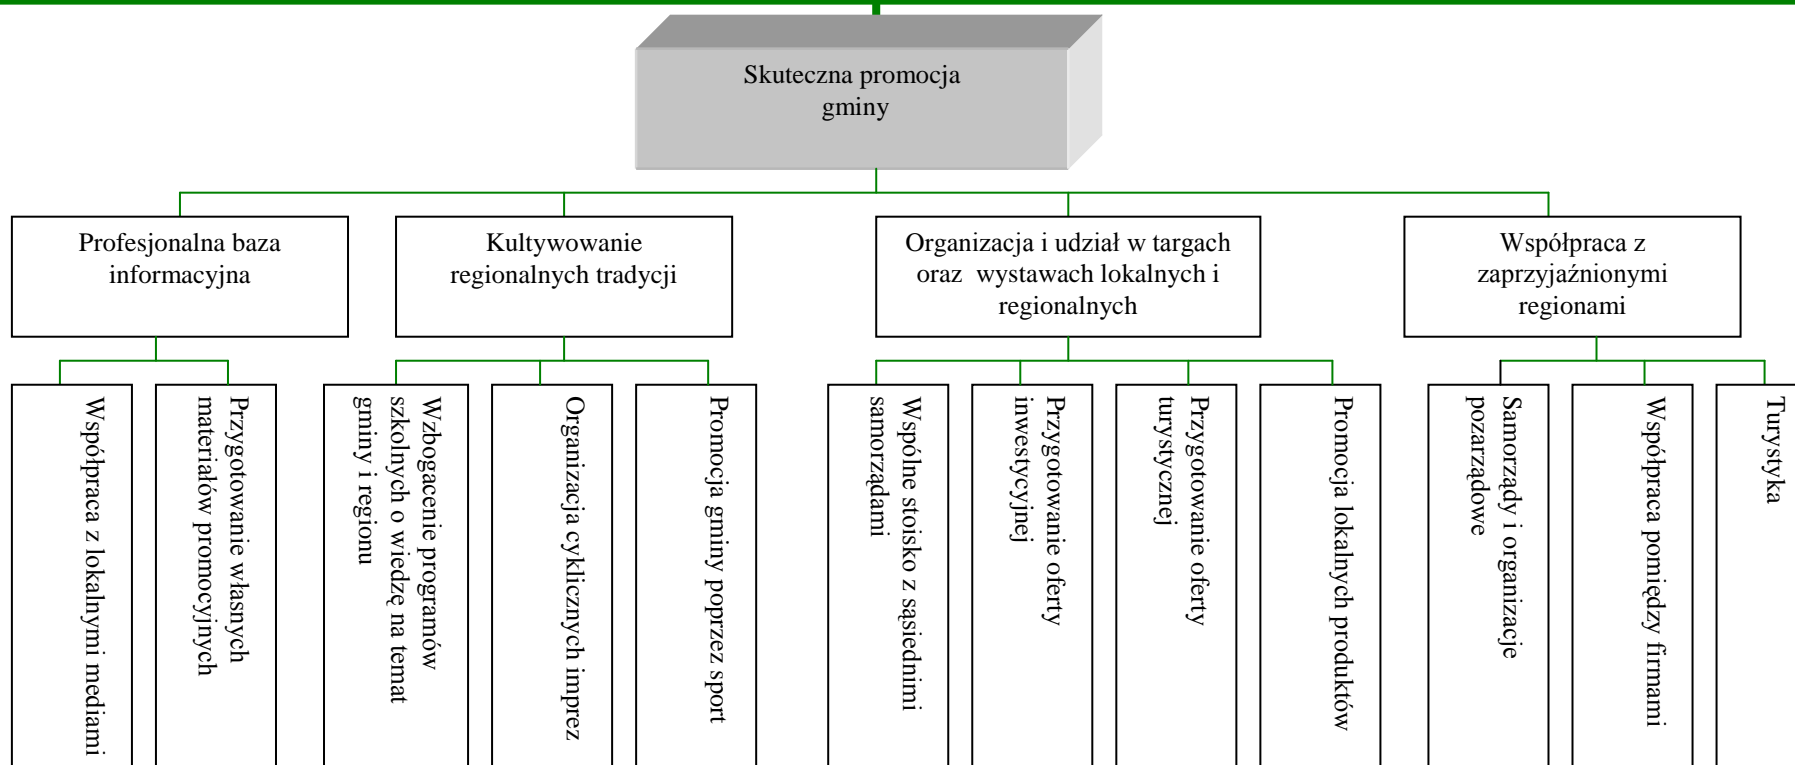 Skuteczna promocja
gminy
Profesjonalna baza
informacyjna
Kultywowanie
regionalnych tradycji
Organizacja i udział w targach
oraz wystawach lokalnych i
regionalnych
Współpraca z
zaprzyjaźnionymi
regionami
Współpraca z lokalnymi mediami
Przygotowanie własnych
materiałów promocyjnych
Wzbogacenie programów
szkolnych o wiedzę na temat
gminy i regionu
Organizacja cyklicznych imprez
Promocja gminy poprzez sport
Wspólne stoisko z sąsiednimi
samorządami
Przygotowanie oferty
inwestycyjnej
Przygotowanie oferty
turystycznej
Promocja lokalnych produktów
Samorządy i organizacje
pozarządowe
Współpraca pomiędzy firmami
Turystyka